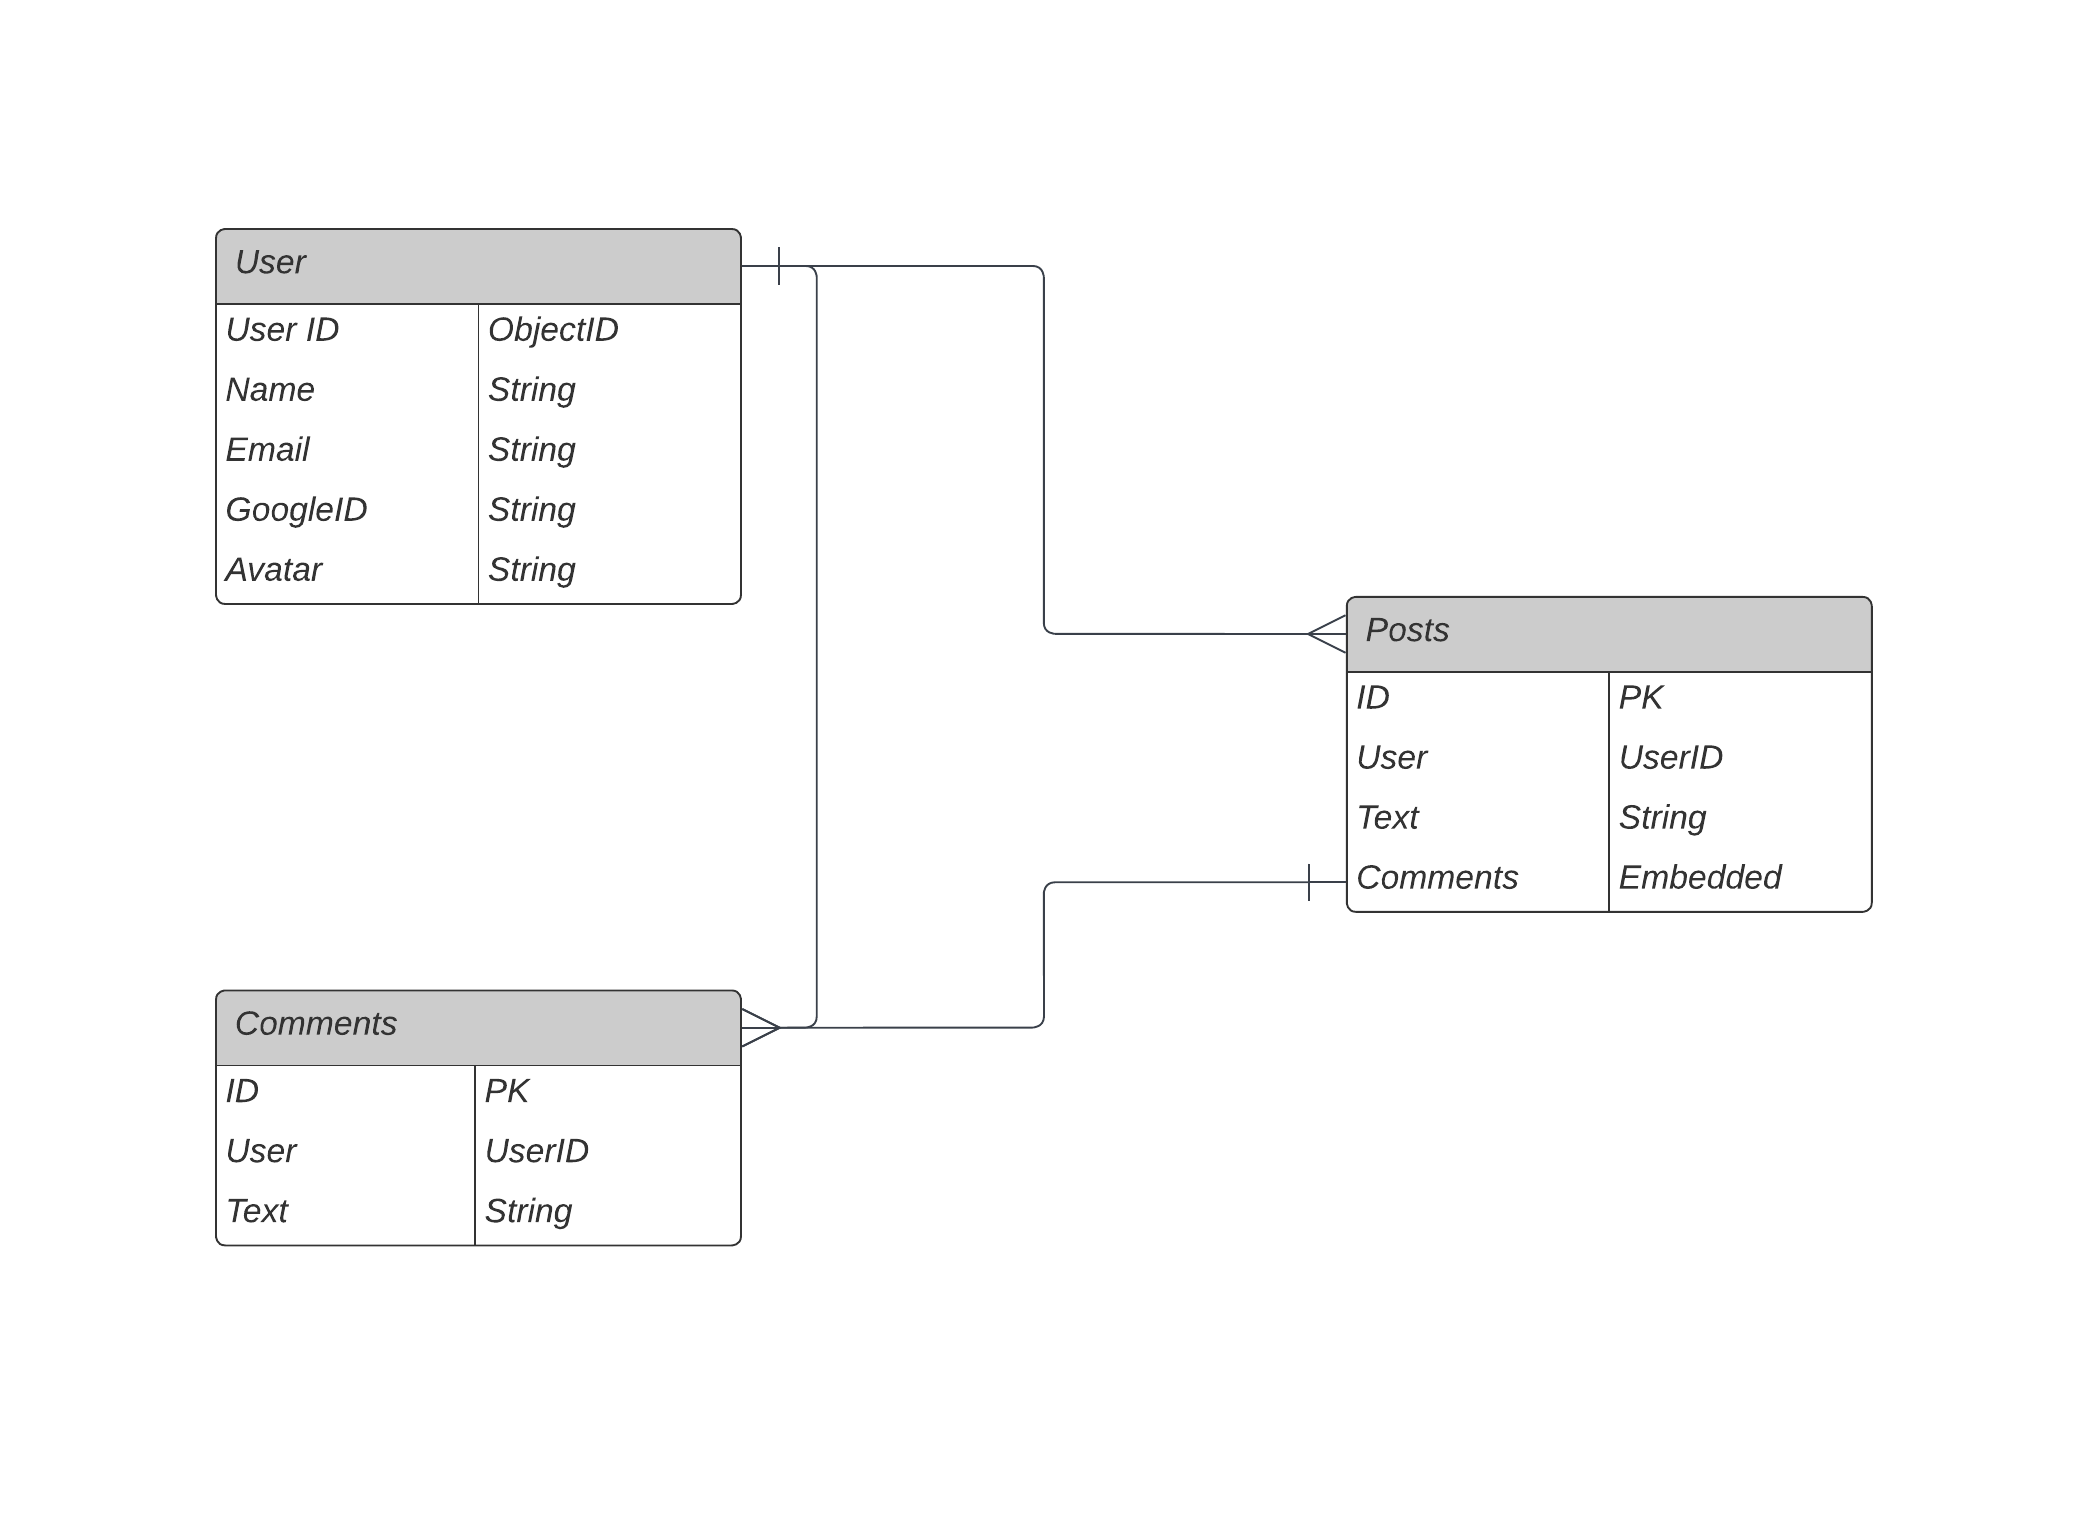 User
User ID ObjectID
Name String
Email String
GoogleID String
Avatar String
Posts
ID PK
User UserID
Text String
Comments Embedded
Comments
ID PK
User UserID
Text String